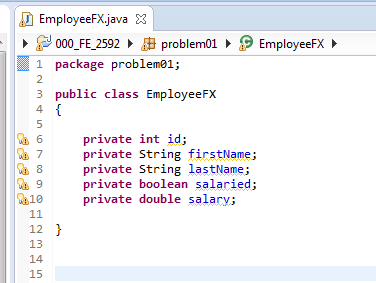 EmployeeFX.java
000_FE_2592 problem01 EmployeeFX
1 package problem01;
2
3 public class EmployeeFX
4 {
5
6 private int id;
7 private String firstName;
8 private String lastName;
9 private boolean salaried;
10 private double salary;
11
12 }
13
14
15